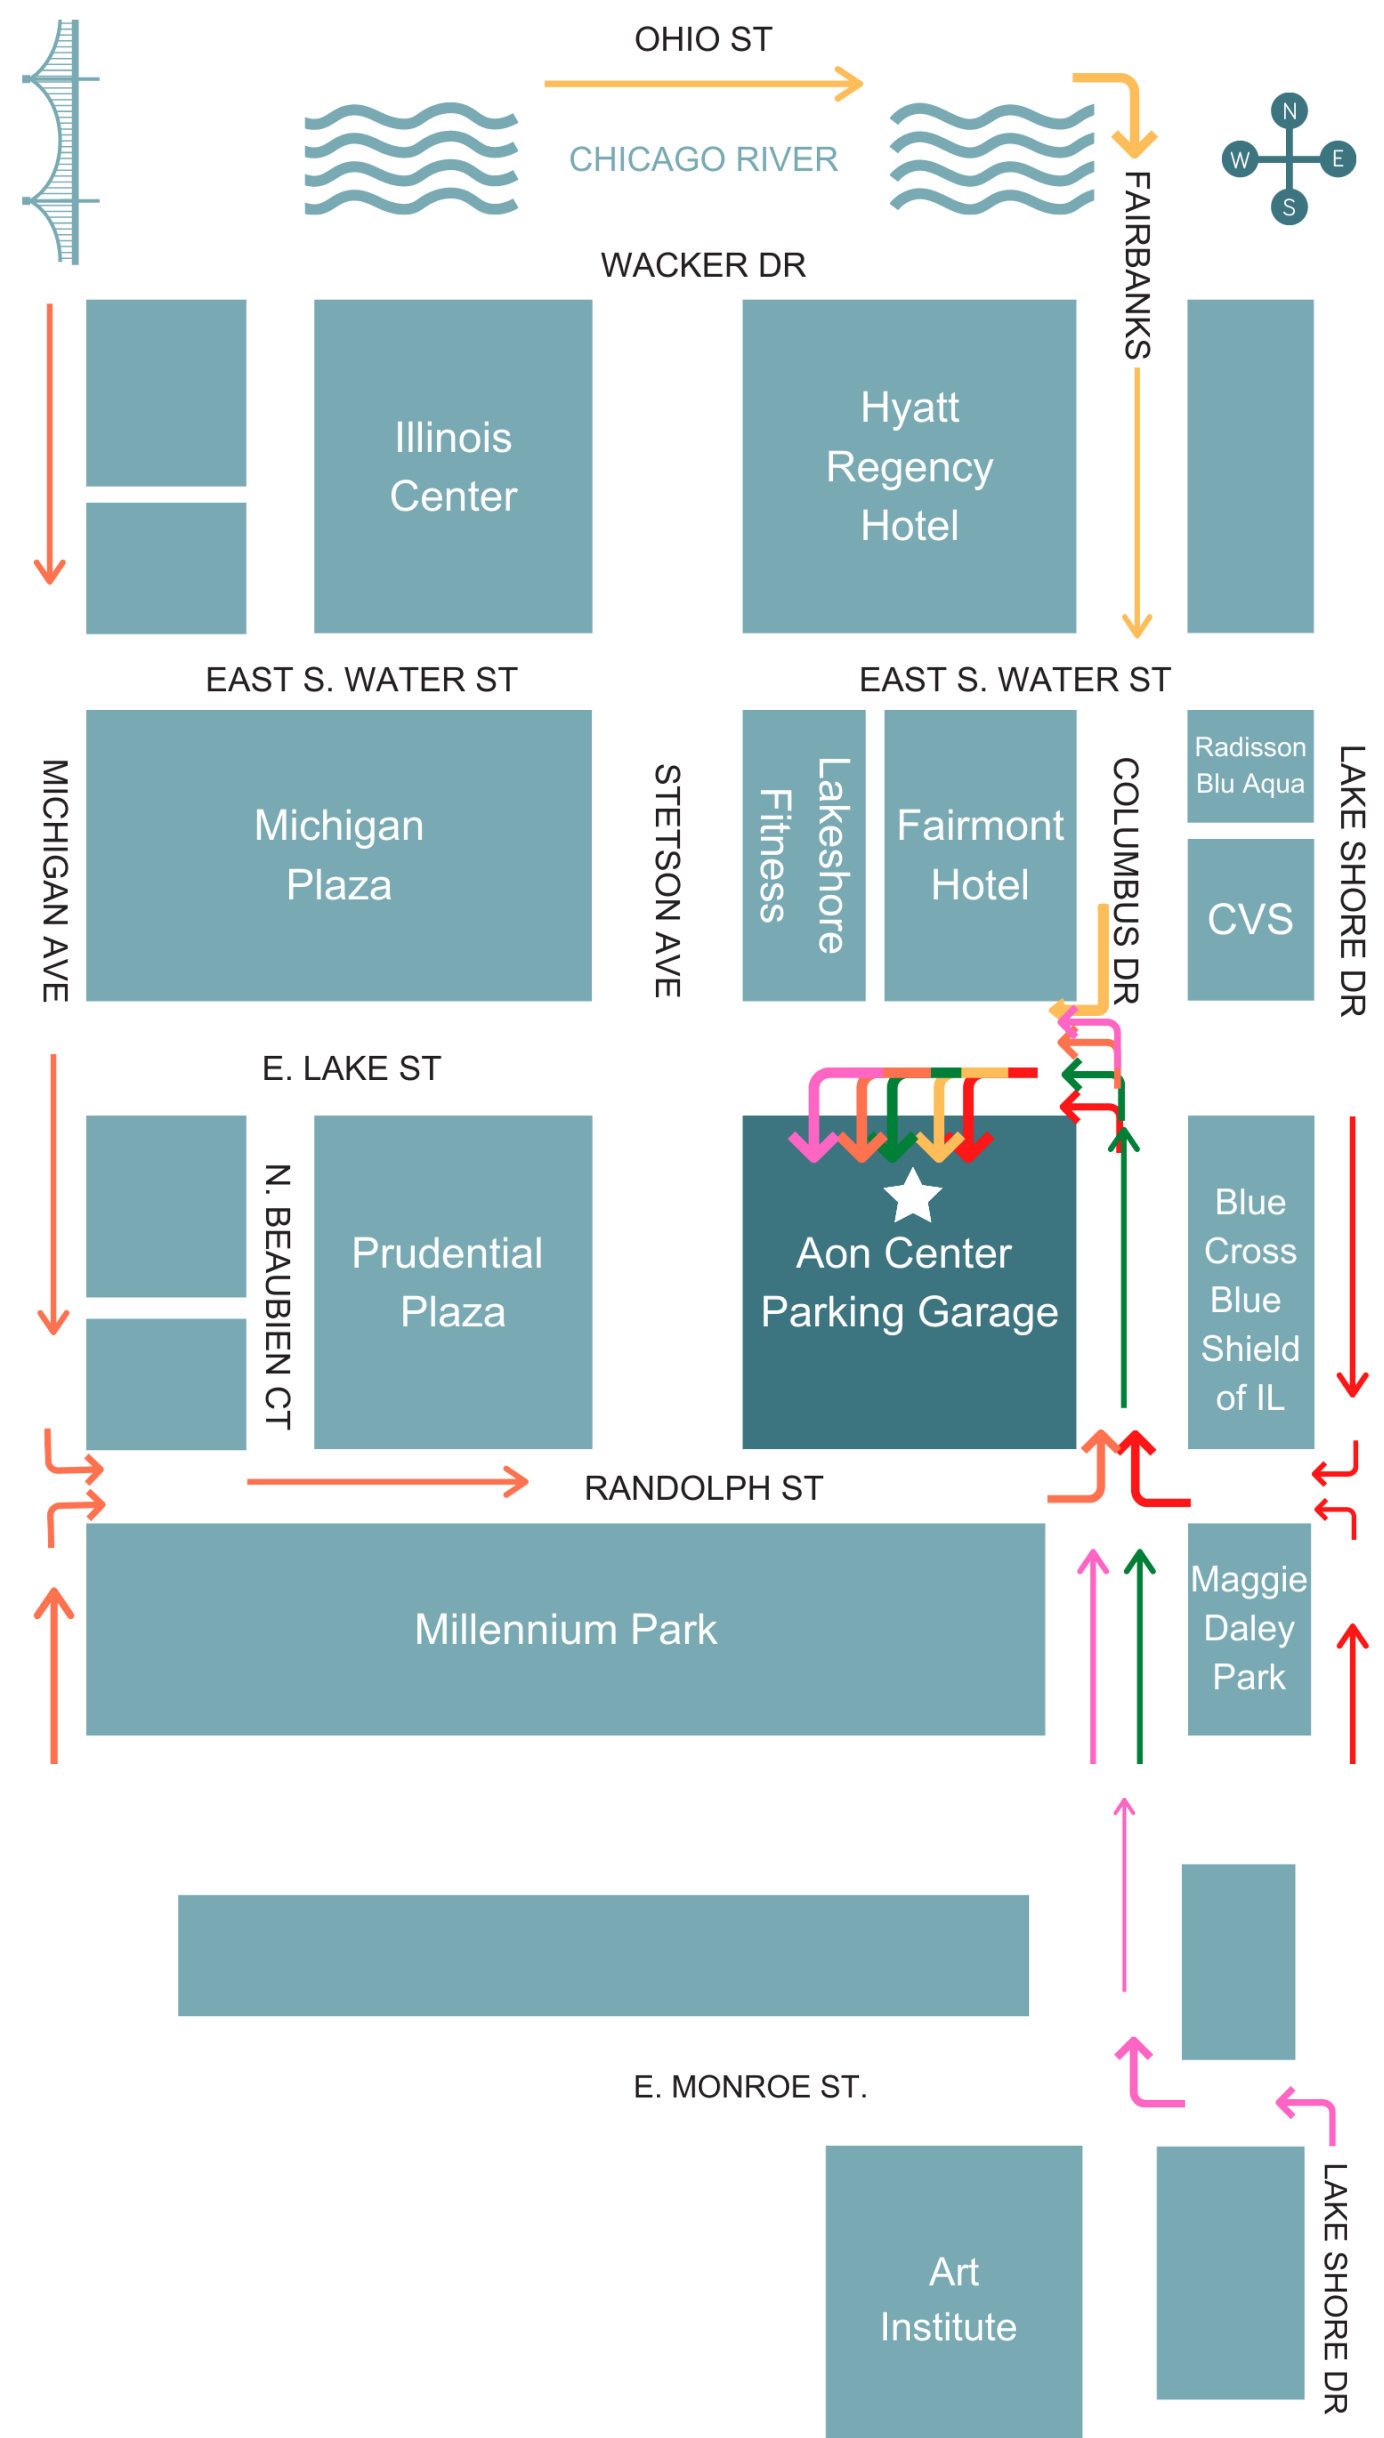 OHIO ST
CHICAGO RIVER
N
W
E
S
FAIRBANKS
WACKER DR
Illinois
Center
Hyatt
Regency
Hotel
EAST S. WATER ST
EAST S. WATER ST
MICHIGAN AVE
Michigan
Plaza
STETSON AVE
Lakeshore
Fitness
Fairmont
Hotel
COLUMBUS DR
Radisson
Blu Aqua
CVS
LAKE SHORE DR
E. LAKE ST
N. BEAUBIEN CT
Prudential
Plaza
Aon Center
Parking Garage
Blue
Cross
Blue
Shield
of IL
RANDOLPH ST
Millennium Park
Maggie
Daley
Park
E. MONROE ST.
Art
Institute
LAKE SHORE DR